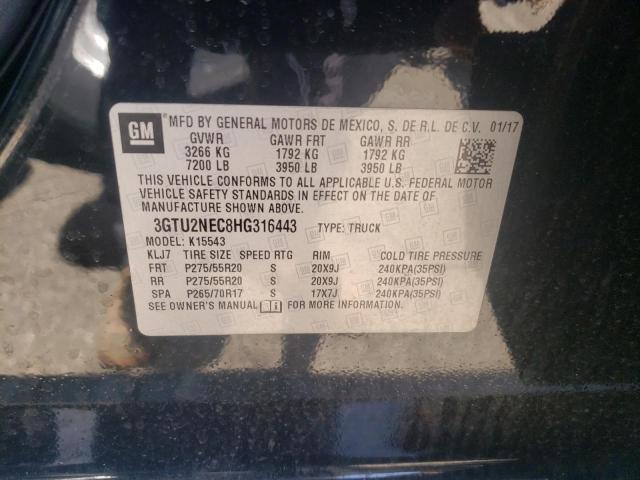 GM
MFD BY GENERAL MOTORS DE MEXICO, S. DE R.L. DE C.V. 01/17
GVWR GAWR FRT GAWR RR
3266 KG 1792 KG 1792 KG
7200 LB 3950 LB 3950 LB
THIS VEHICLE CONFORMS TO ALL APPLICABLE U.S. FEDERAL MOTOR
VEHICLE SAFETY STANDARDS IN EFFECT ON THE DATE OF
MANUFACTURE SHOWN ABOVE.
3GTU2NEC8HG316443 TYPE: TRUCK
MODEL: K15543
KLJ7 TIRE SIZE SPEED RTG RIM COLD TIRE PRESSURE
FRT P275/55R20 S 20X9J 240KPA(35PSI)
RR P275/55R20 S 20X9J 240KPA(35PSI)
SPA P265/70R17 S 17X7J 240KPA(35PSI)
SEE OWNER'S MANUAL FOR MORE INFORMATION.